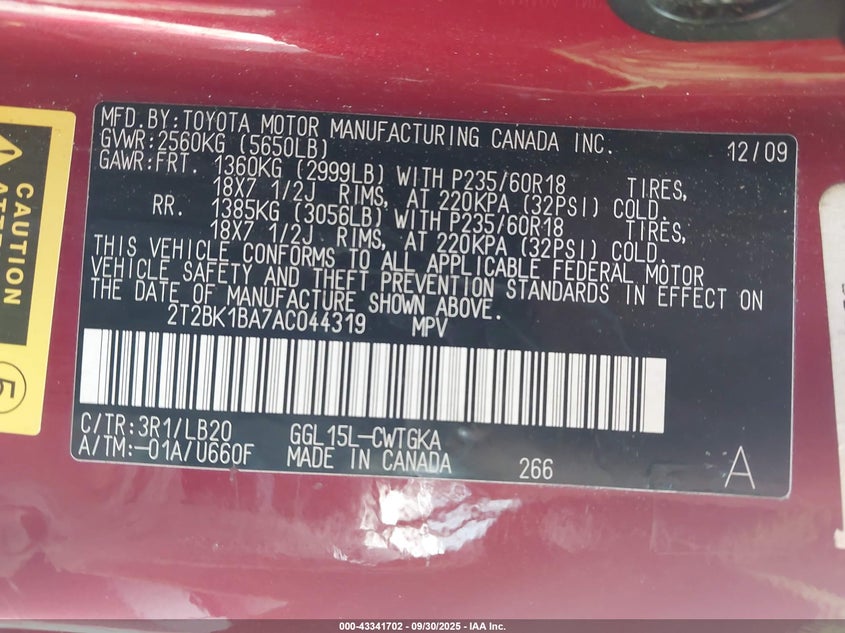 MFD.BY:TOYOTA MOTOR MANUFACTURING CANADA INC.
GVWR:2560KG (5650LB) 12/09
GAWR:FRT. 1360KG (2999LB) WITH P235/60R18 TIRES,
18X7 1/2J RIMS, AT 220KPA (32PSI) COLD.
RR. 1385KG (3056LB) WITH P235/60R18 TIRES,
18X7 1/2J RIMS, AT 220KPA (32PSI) COLD.
THIS VEHICLE CONFORMS TO ALL APPLICABLE FEDERAL MOTOR
VEHICLE SAFETY AND THEFT PREVENTION STANDARDS IN EFFECT ON
THE DATE OF MANUFACTURE SHOWN ABOVE.
2T2BK1BA7AC044319 MPV
C/TR:3R1/LB20 GGL15L-CWTGKA
A/TM:-01A/U660F MADE IN CANADA 266 A
CAUTION
5
000-43341702 - 09/30/2025 - IAA Inc.